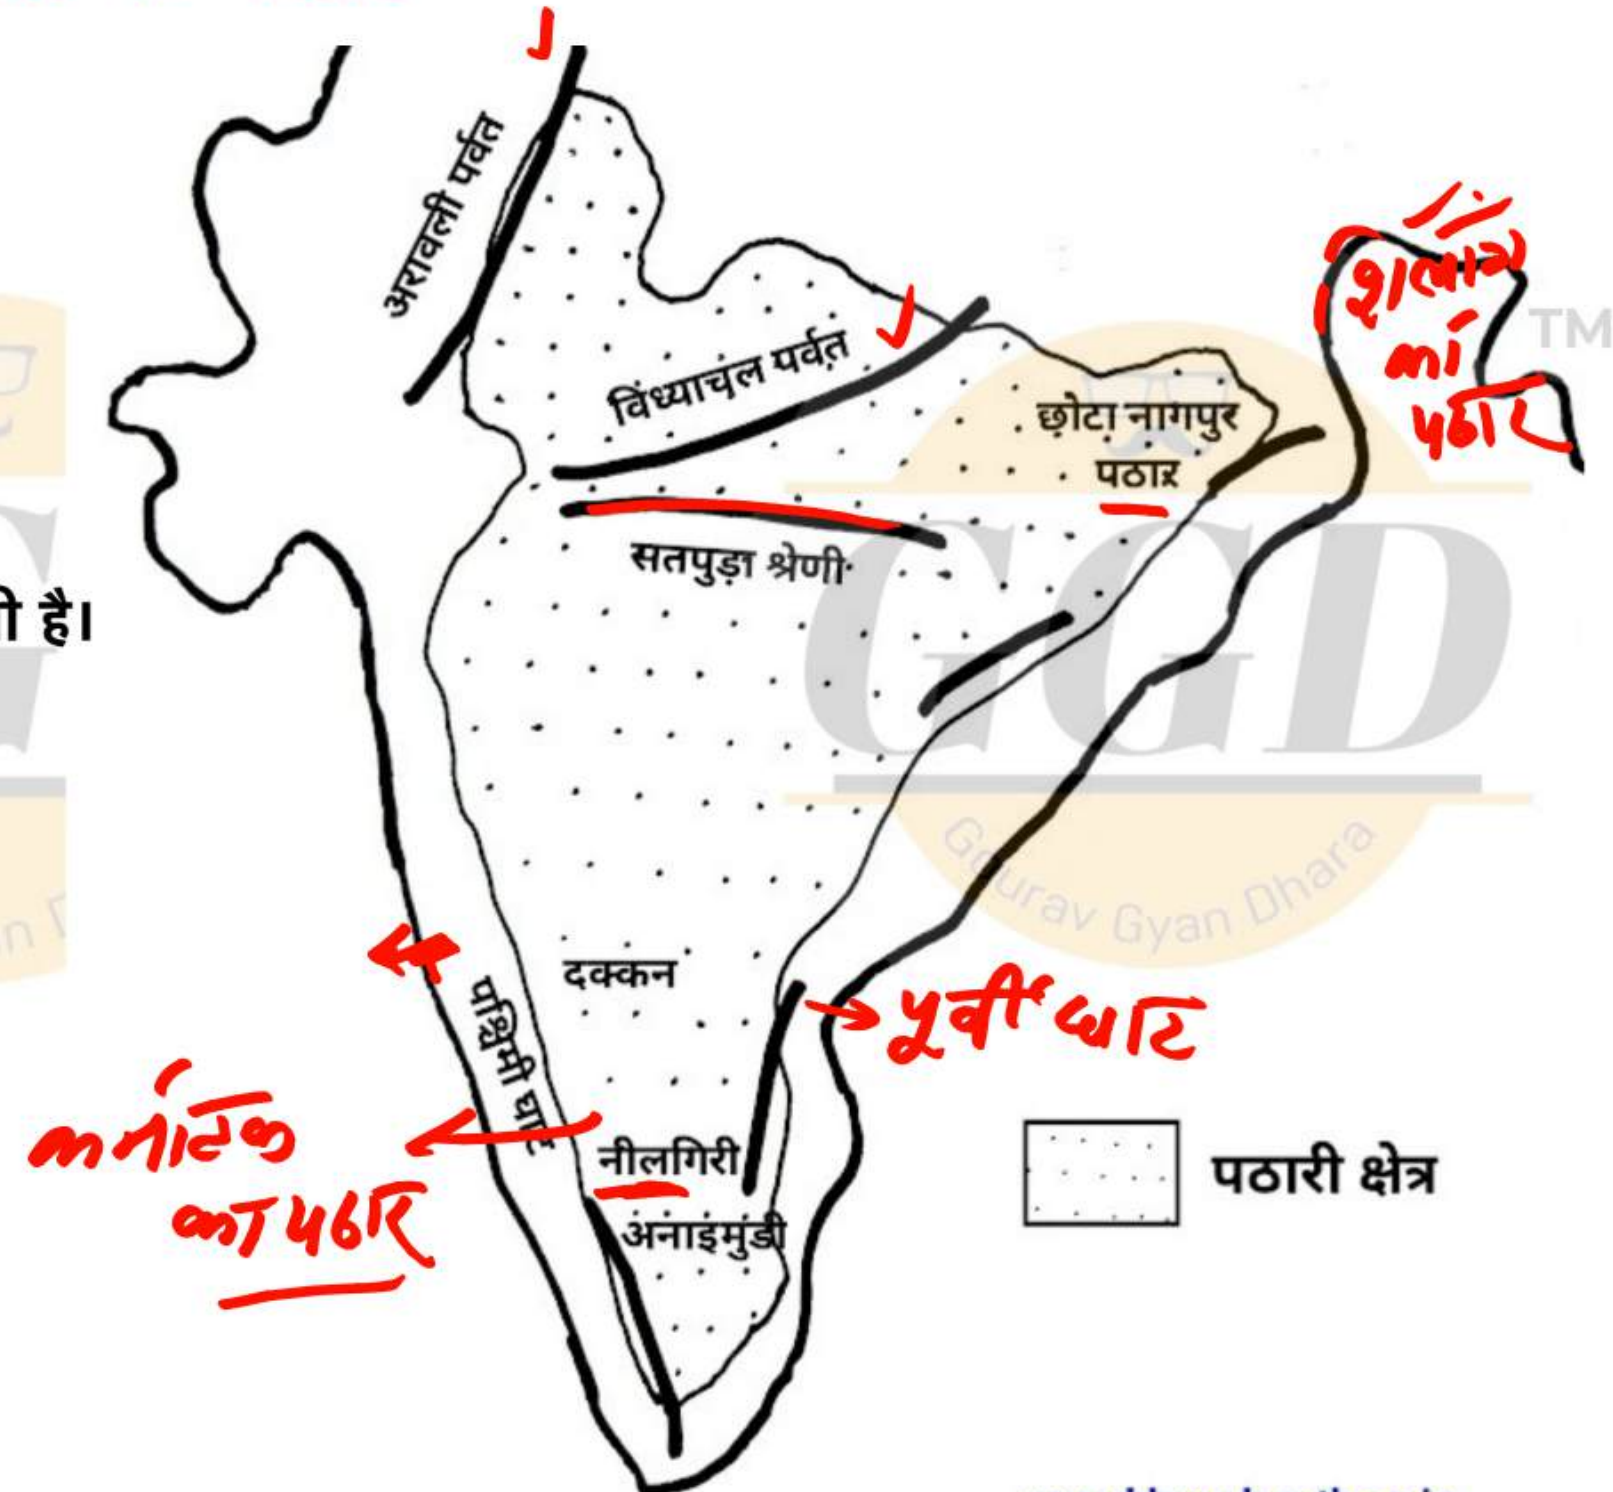 अरावली पर्वत
TM
विंध्याचल पर्वत
का
पठार
छोटा नागपुर
पठार
सतपुड़ा श्रेणी
ी है।
GGD
Gourav Gyan Dhara
दक्कन
पश्चिमी घाट
पूर्वी घाट
कर्नाटक
का पठार
नीलगिरी
अनाइमुडी
पठारी क्षेत्र